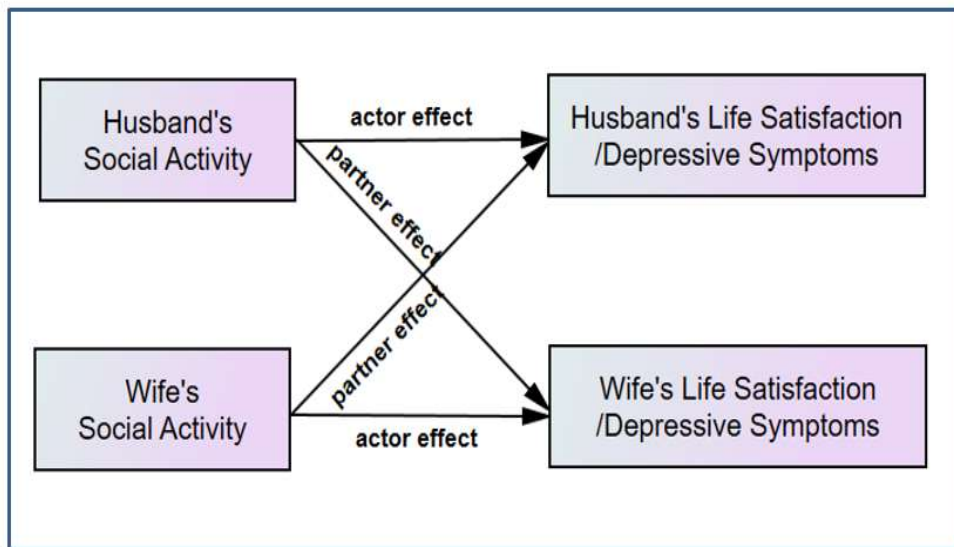 Husband's
Social Activity
actor effect
Husband's Life Satisfaction
/Depressive Symptoms
partner effect
partner effect
Wife's
Social Activity
actor effect
Wife's Life Satisfaction
/Depressive Symptoms